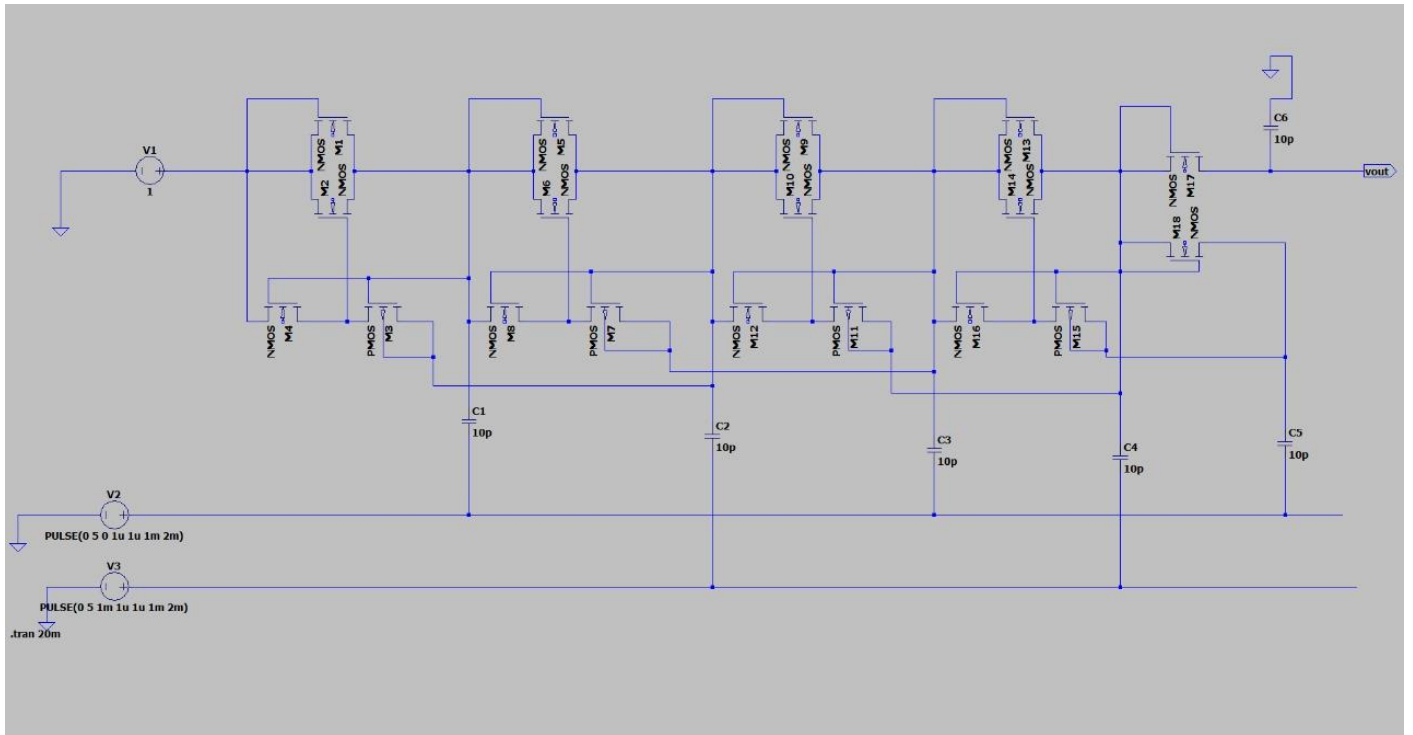 C6
10p
V1
1
vout
NMOS
M1
M2
NMOS
NMOS
M5
M6
NMOS
NMOS
M9
M10
NMOS
NMOS
M13
M14
NMOS
NMOS
M17
M18
NMOS
NMOS
M4
PMOS
M3
NMOS
M8
PMOS
M7
NMOS
M12
PMOS
M11
NMOS
M16
PMOS
M15
C1
10p
C2
10p
C3
10p
C4
10p
C5
10p
V2
PULSE(0 5 0 1u 1u 1m 2m)
V3
PULSE(0 5 1m 1u 1u 1m 2m)
.tran 20m